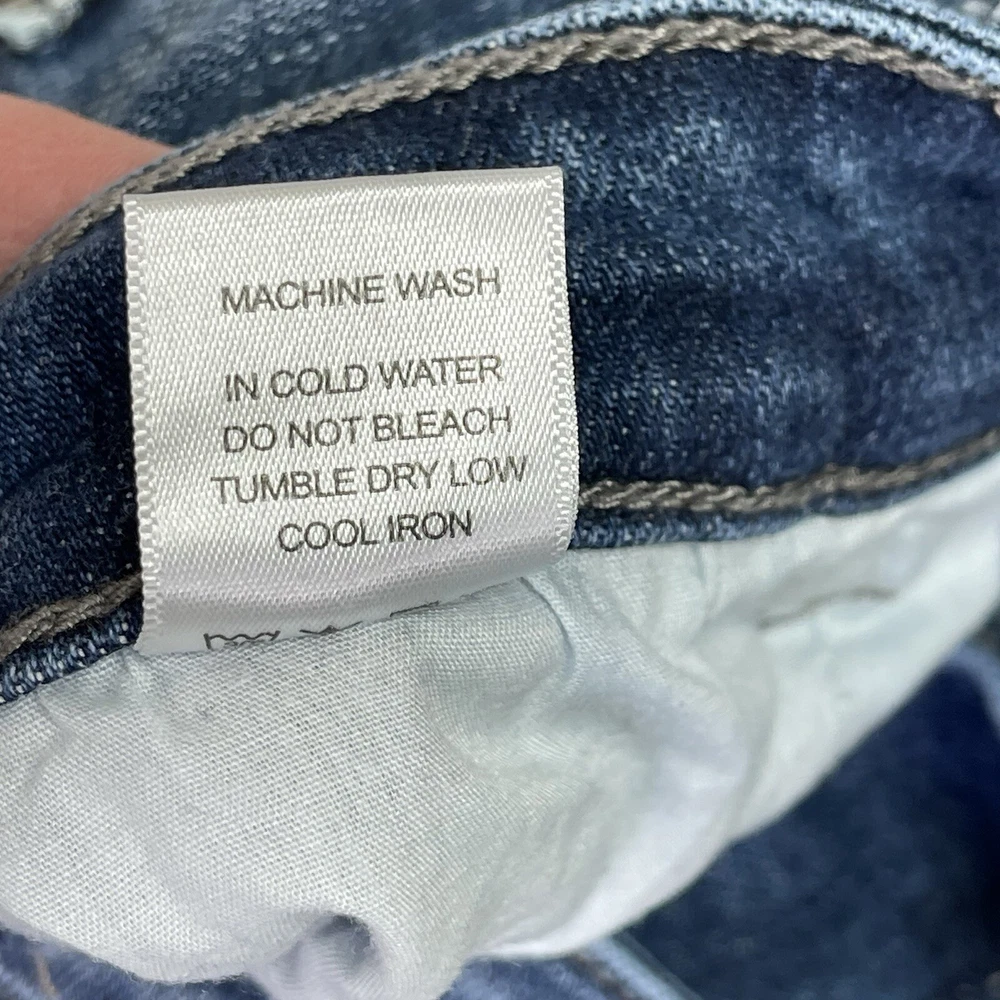 MACHINE WASH
IN COLD WATER
DO NOT BLEACH
TUMBLE DRY LOW
COOL IRON